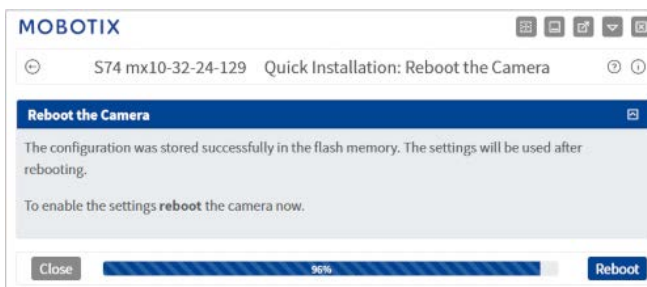 MOBOTIX
S74 mx10-32-24-129 Quick Installation: Reboot the Camera
Reboot the Camera
The configuration was stored successfully in the flash memory. The settings will be used after
rebooting.
To enable the settings reboot the camera now.
Close 96% Reboot